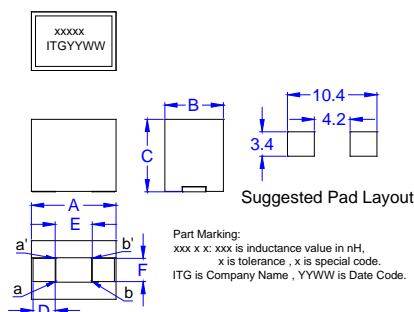 xxxxx
ITGYYWW
B
10.4
4.2
3.4
C
Suggested Pad Layout
A
E
a'
b'
F
a
b
D
Part Marking:
xxx x x: xxx is inductance value in nH,
x is tolerance , x is special code.
ITG is Company Name , YYWW is Date Code.